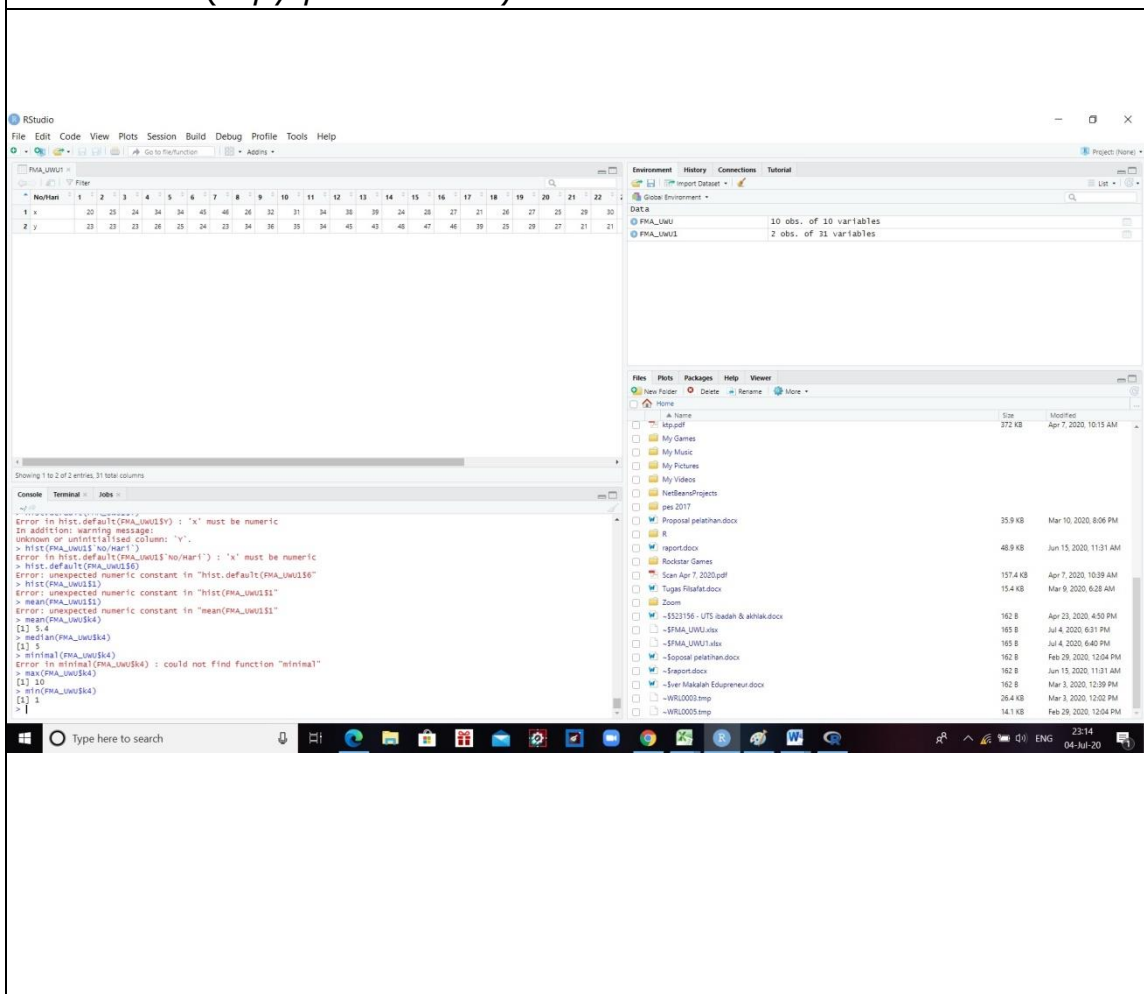 RStudio
File Edit Code View Plots Session Build Debug Profile Tools Help
Go to file/function Addins
Project: (None)
FMA_UWU1
Filter
No/Hari 1 2 3 4 5 6 7 8 9 10 11 12 13 14 15 16 17 18 19 20 21 22
1 x 20 25 24 34 34 45 46 26 32 31 34 38 39 24 28 27 21 26 27 25 29 30
2 y 23 23 23 26 25 24 23 34 36 35 34 45 43 48 47 46 39 25 29 27 21 21
Showing 1 to 2 of 2 entries, 31 total columns
Environment History Connections Tutorial
Import Dataset
List
Global Environment
Data
FMA_UWU 10 obs. of 10 variables
FMA_UWU1 2 obs. of 31 variables
Console Terminal Jobs
~/
Error in hist.default(FMA_UWU1$Y) : 'x' must be numeric
In addition: Warning message:
Unknown or uninitialised column: `Y`.
> hist(FMA_UWU1$`No/Hari`)
Error in hist.default(FMA_UWU1$`No/Hari`) : 'x' must be numeric
> hist.default(FMA_UWU1$6)
Error: unexpected numeric constant in "hist.default(FMA_UWU1$6"
> hist(FMA_UWU1$1)
Error: unexpected numeric constant in "hist(FMA_UWU1$1"
> mean(FMA_UWU1$1)
Error: unexpected numeric constant in "mean(FMA_UWU1$1"
> mean(FMA_UWU$k4)
[1] 5.4
> median(FMA_UWU$k4)
[1] 5
> minimal(FMA_UWU$k4)
Error in minimal(FMA_UWU$k4) : could not find function "minimal"
> max(FMA_UWU$k4)
[1] 10
> min(FMA_UWU$k4)
[1] 1
>
Files Plots Packages Help Viewer
New Folder Delete Rename More
Home
Name Size Modified
ktp.pdf 372 KB Apr 7, 2020, 10:15 AM
My Games
My Music
My Pictures
My Videos
NetBeansProjects
pes 2017
Proposal pelatihan.docx 35.9 KB Mar 10, 2020, 8:06 PM
R
raport.docx 48.9 KB Jun 15, 2020, 11:31 AM
Rockstar Games
Scan Apr 7, 2020.pdf 157.4 KB Apr 7, 2020, 10:39 AM
Tugas Filsafat.docx 15.4 KB Mar 9, 2020, 6:28 AM
Zoom
~$523156 - UTS ibadah & akhlak.docx 162 B Apr 23, 2020, 4:50 PM
~$FMA_UWU.xlsx 165 B Jul 4, 2020, 6:31 PM
~$FMA_UWU1.xlsx 165 B Jul 4, 2020, 6:40 PM
~$oposal pelatihan.docx 162 B Feb 29, 2020, 12:04 PM
~$raport.docx 162 B Jun 15, 2020, 11:31 AM
~$ver Makalah Edupreneur.docx 162 B Mar 3, 2020, 12:39 PM
~WRL0003.tmp 26.4 KB Mar 3, 2020, 12:02 PM
~WRL0005.tmp 14.1 KB Feb 29, 2020, 12:04 PM
Type here to search
ENG
23:14
04-Jul-20